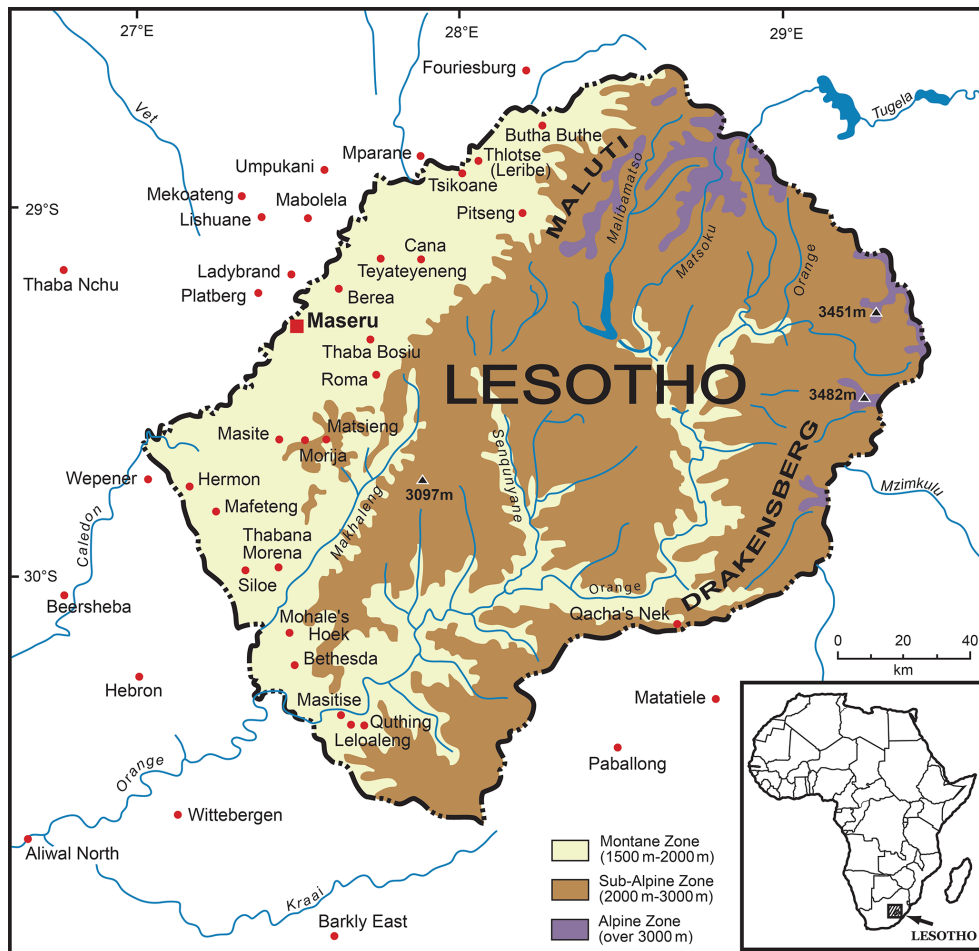 27°E
28°E
29°E
29°S
30°S
Fouriesburg
Vet
Tugela
Butha Buthe
Mparane
Thlotse
(Leribe)
Umpukani
Tsikoane
Mekoateng
Mabolela
Lishuane
Pitseng
MALUTI
Malibamatso
Matsoku
Orange
Cana
Teyateyeneng
Thaba Nchu
Ladybrand
Platberg
Berea
Maseru
3451m
Thaba Bosiu
Roma
LESOTHO
3482m
Masite
Matsieng
Morija
Senqunyane
DRAKENSBERG
Wepener
Hermon
3097m
Mzimkulu
Mafeteng
Makhaleng
Caledon
Thabana
Morena
Siloe
Orange
Beersheba
Qacha's Nek
Mohale's
Hoek
Bethesda
0 20 40
km
Hebron
Masitise
Quthing
Leloaleng
Matatiele
Paballong
Orange
Wittebergen
Aliwal North
Kraai
Barkly East
Montane Zone
(1500 m-2000 m)
Sub-Alpine Zone
(2000 m-3000 m)
Alpine Zone
(over 3000 m)
LESOTHO